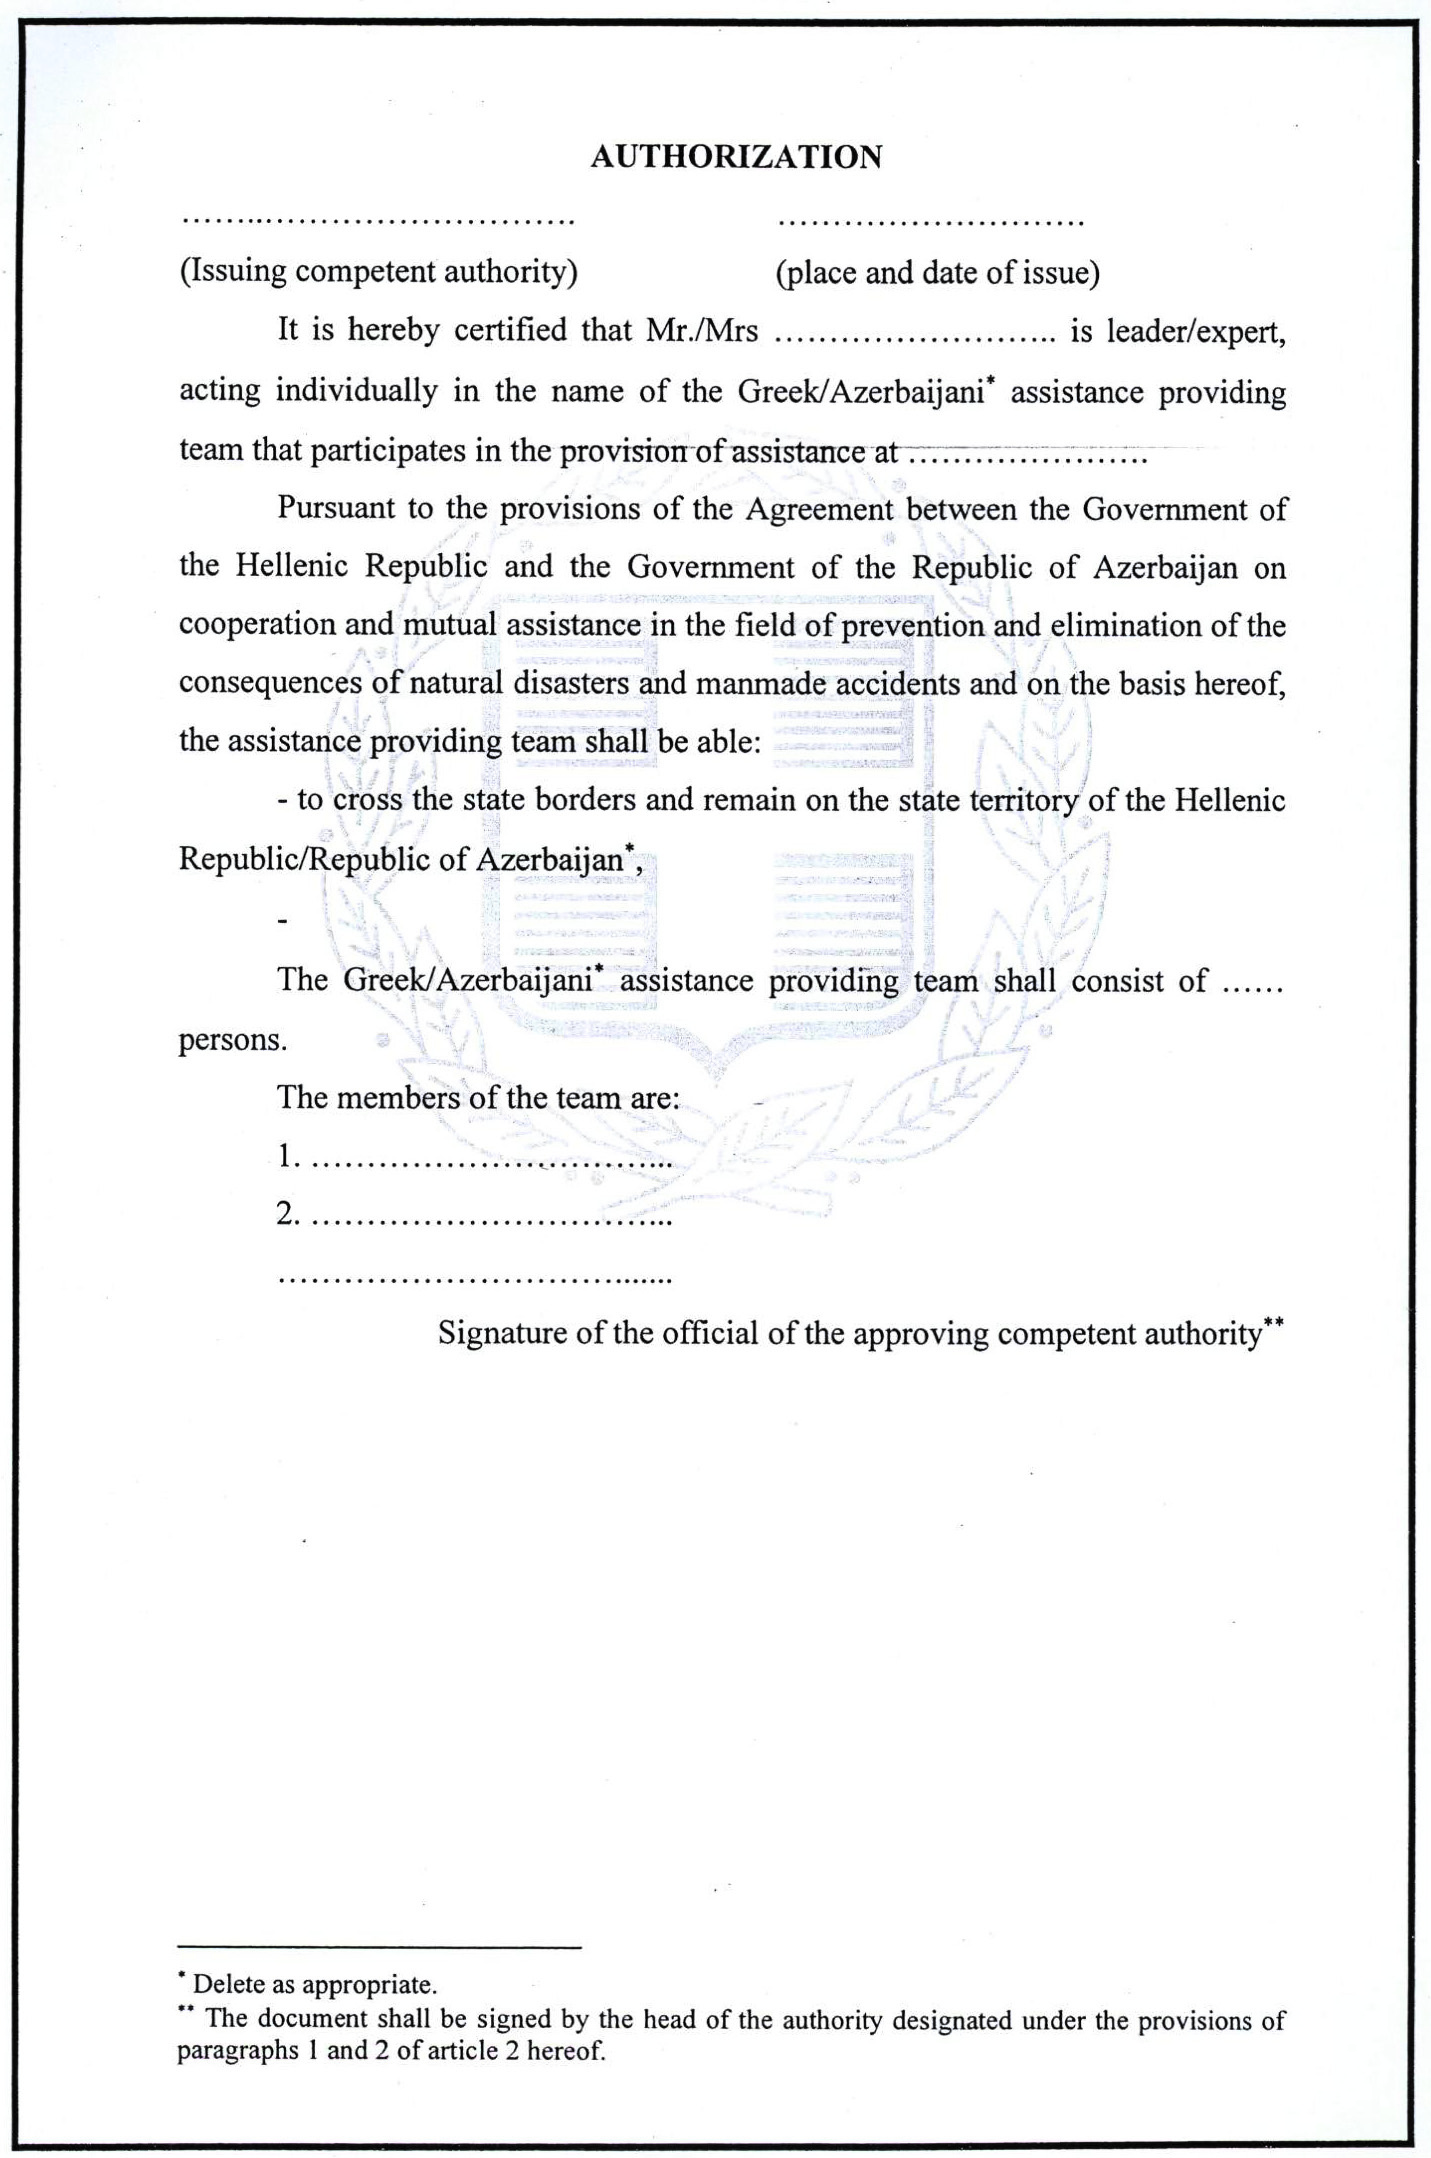 AUTHORIZATION
.................................... ............................
(Issuing competent authority) (place and date of issue)
It is hereby certified that Mr./Mrs ............................ is leader/expert,
acting individually in the name of the Greek/Azerbaijani* assistance providing
team that participates in the provision of assistance at ........................
Pursuant to the provisions of the Agreement between the Government of
the Hellenic Republic and the Government of the Republic of Azerbaijan on
cooperation and mutual assistance in the field of prevention and elimination of the
consequences of natural disasters and manmade accidents and on the basis hereof,
the assistance providing team shall be able:
- to cross the state borders and remain on the state territory of the Hellenic
Republic/Republic of Azerbaijan*,
-
The Greek/Azerbaijani* assistance providing team shall consist of ......
persons.
The members of the team are:
1. ....................................
2. ....................................
.......................................
Signature of the official of the approving competent authority**
* Delete as appropriate.
** The document shall be signed by the head of the authority designated under the provisions of
paragraphs 1 and 2 of article 2 hereof.